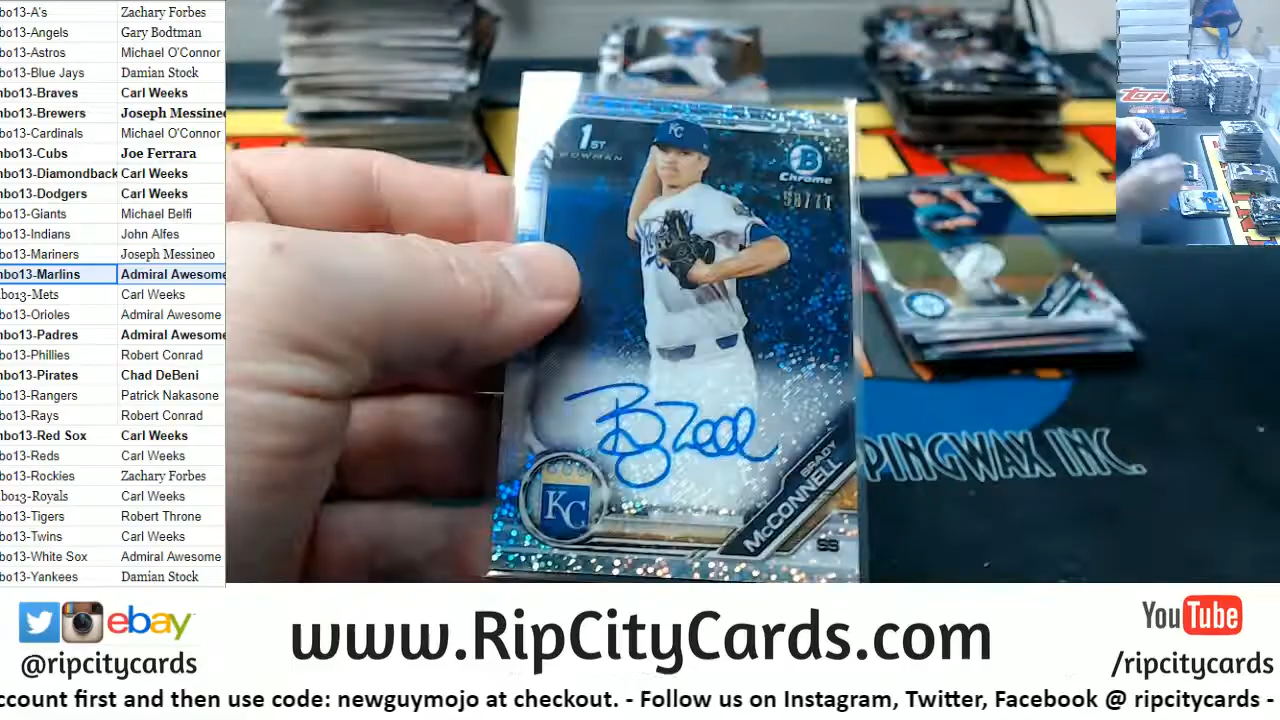 bo13-A's Zachary Forbes
bo13-Angels Gary Bodtman
bo13-Astros Michael O'Connor
bo13-Blue Jays Damian Stock
nbo13-Braves Carl Weeks
nbo13-Brewers Joseph Messineo
bo13-Cardinals Michael O'Connor
nbo13-Cubs Joe Ferrara
nbo13-Diamondback Carl Weeks
nbo13-Dodgers Carl Weeks
bo13-Giants Michael Belfi
bo13-Indians John Alfes
bo13-Mariners Joseph Messineo
nbo13-Marlins Admiral Awesome
bo13-Mets Carl Weeks
bo13-Orioles Admiral Awesome
nbo13-Padres Admiral Awesome
bo13-Phillies Robert Conrad
nbo13-Pirates Chad DeBeni
bo13-Rangers Patrick Nakasone
bo13-Rays Robert Conrad
nbo13-Red Sox Carl Weeks
bo13-Reds Carl Weeks
bo13-Rockies Zachary Forbes
bo13-Royals Carl Weeks
bo13-Tigers Robert Throne
bo13-Twins Carl Weeks
bo13-White Sox Admiral Awesome
bo13-Yankees Damian Stock
1ST
BOWMAN
KC
B
Chrome
KC
BRADY
McCONNELL
SS
PINGWAX INC.
topps
ebay
@ripcitycards
www.RipCityCards.com
YouTube
/ripcitycards
ccount first and then use code: newguymojo at checkout. - Follow us on Instagram, Twitter, Facebook @ ripcitycards -